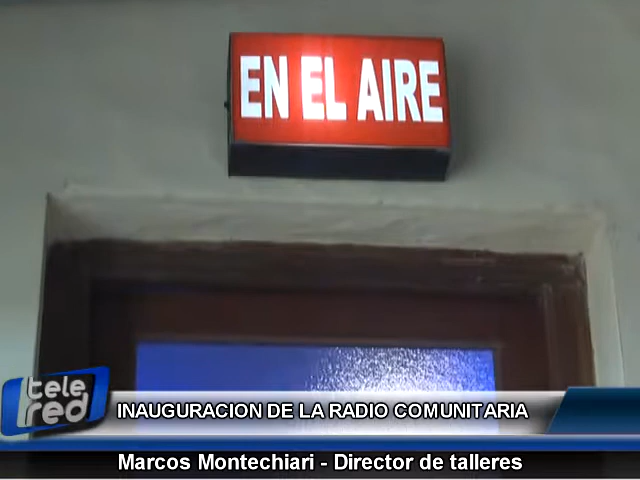 EN EL AIRE
tele
red
INAUGURACION DE LA RADIO COMUNITARIA
Marcos Montechiari - Director de talleres